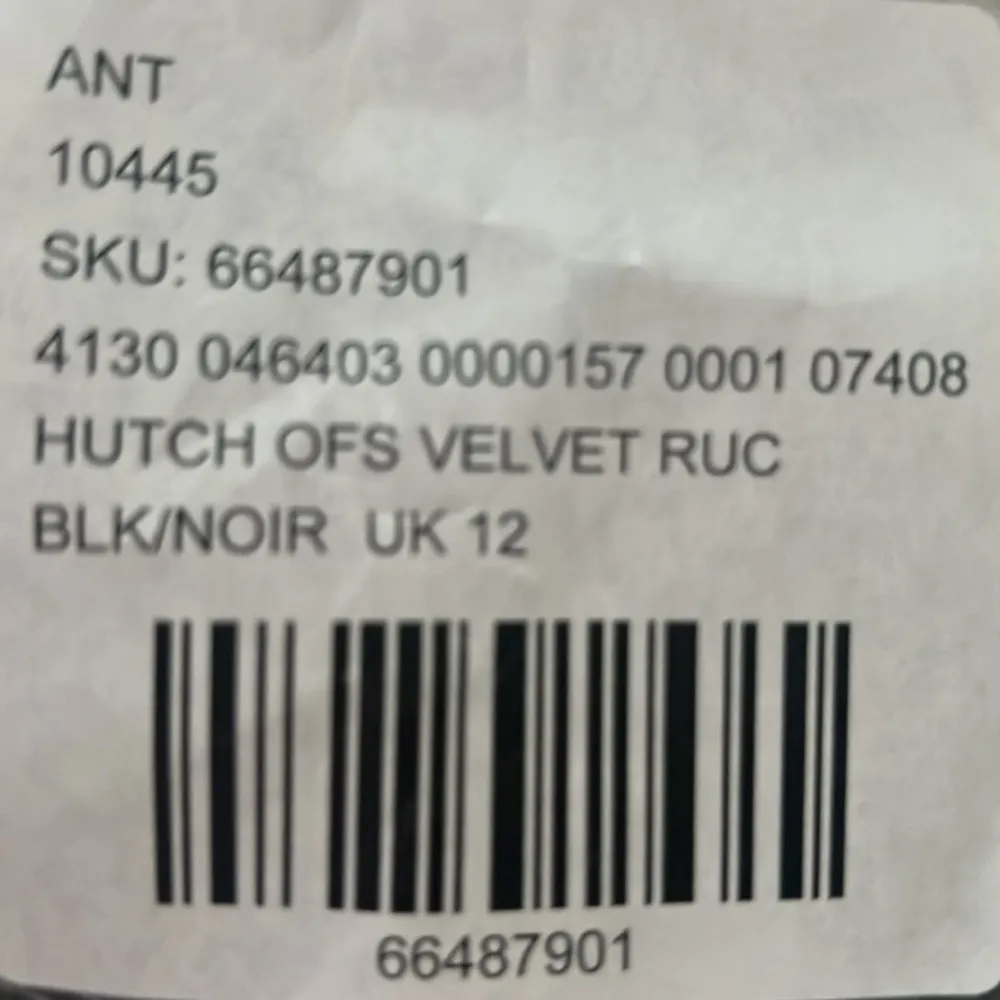 ANT
10445
SKU: 66487901
4130 046403 0000157 0001 07408
HUTCH OFS VELVET RUC
BLK/NOIR UK 12
66487901